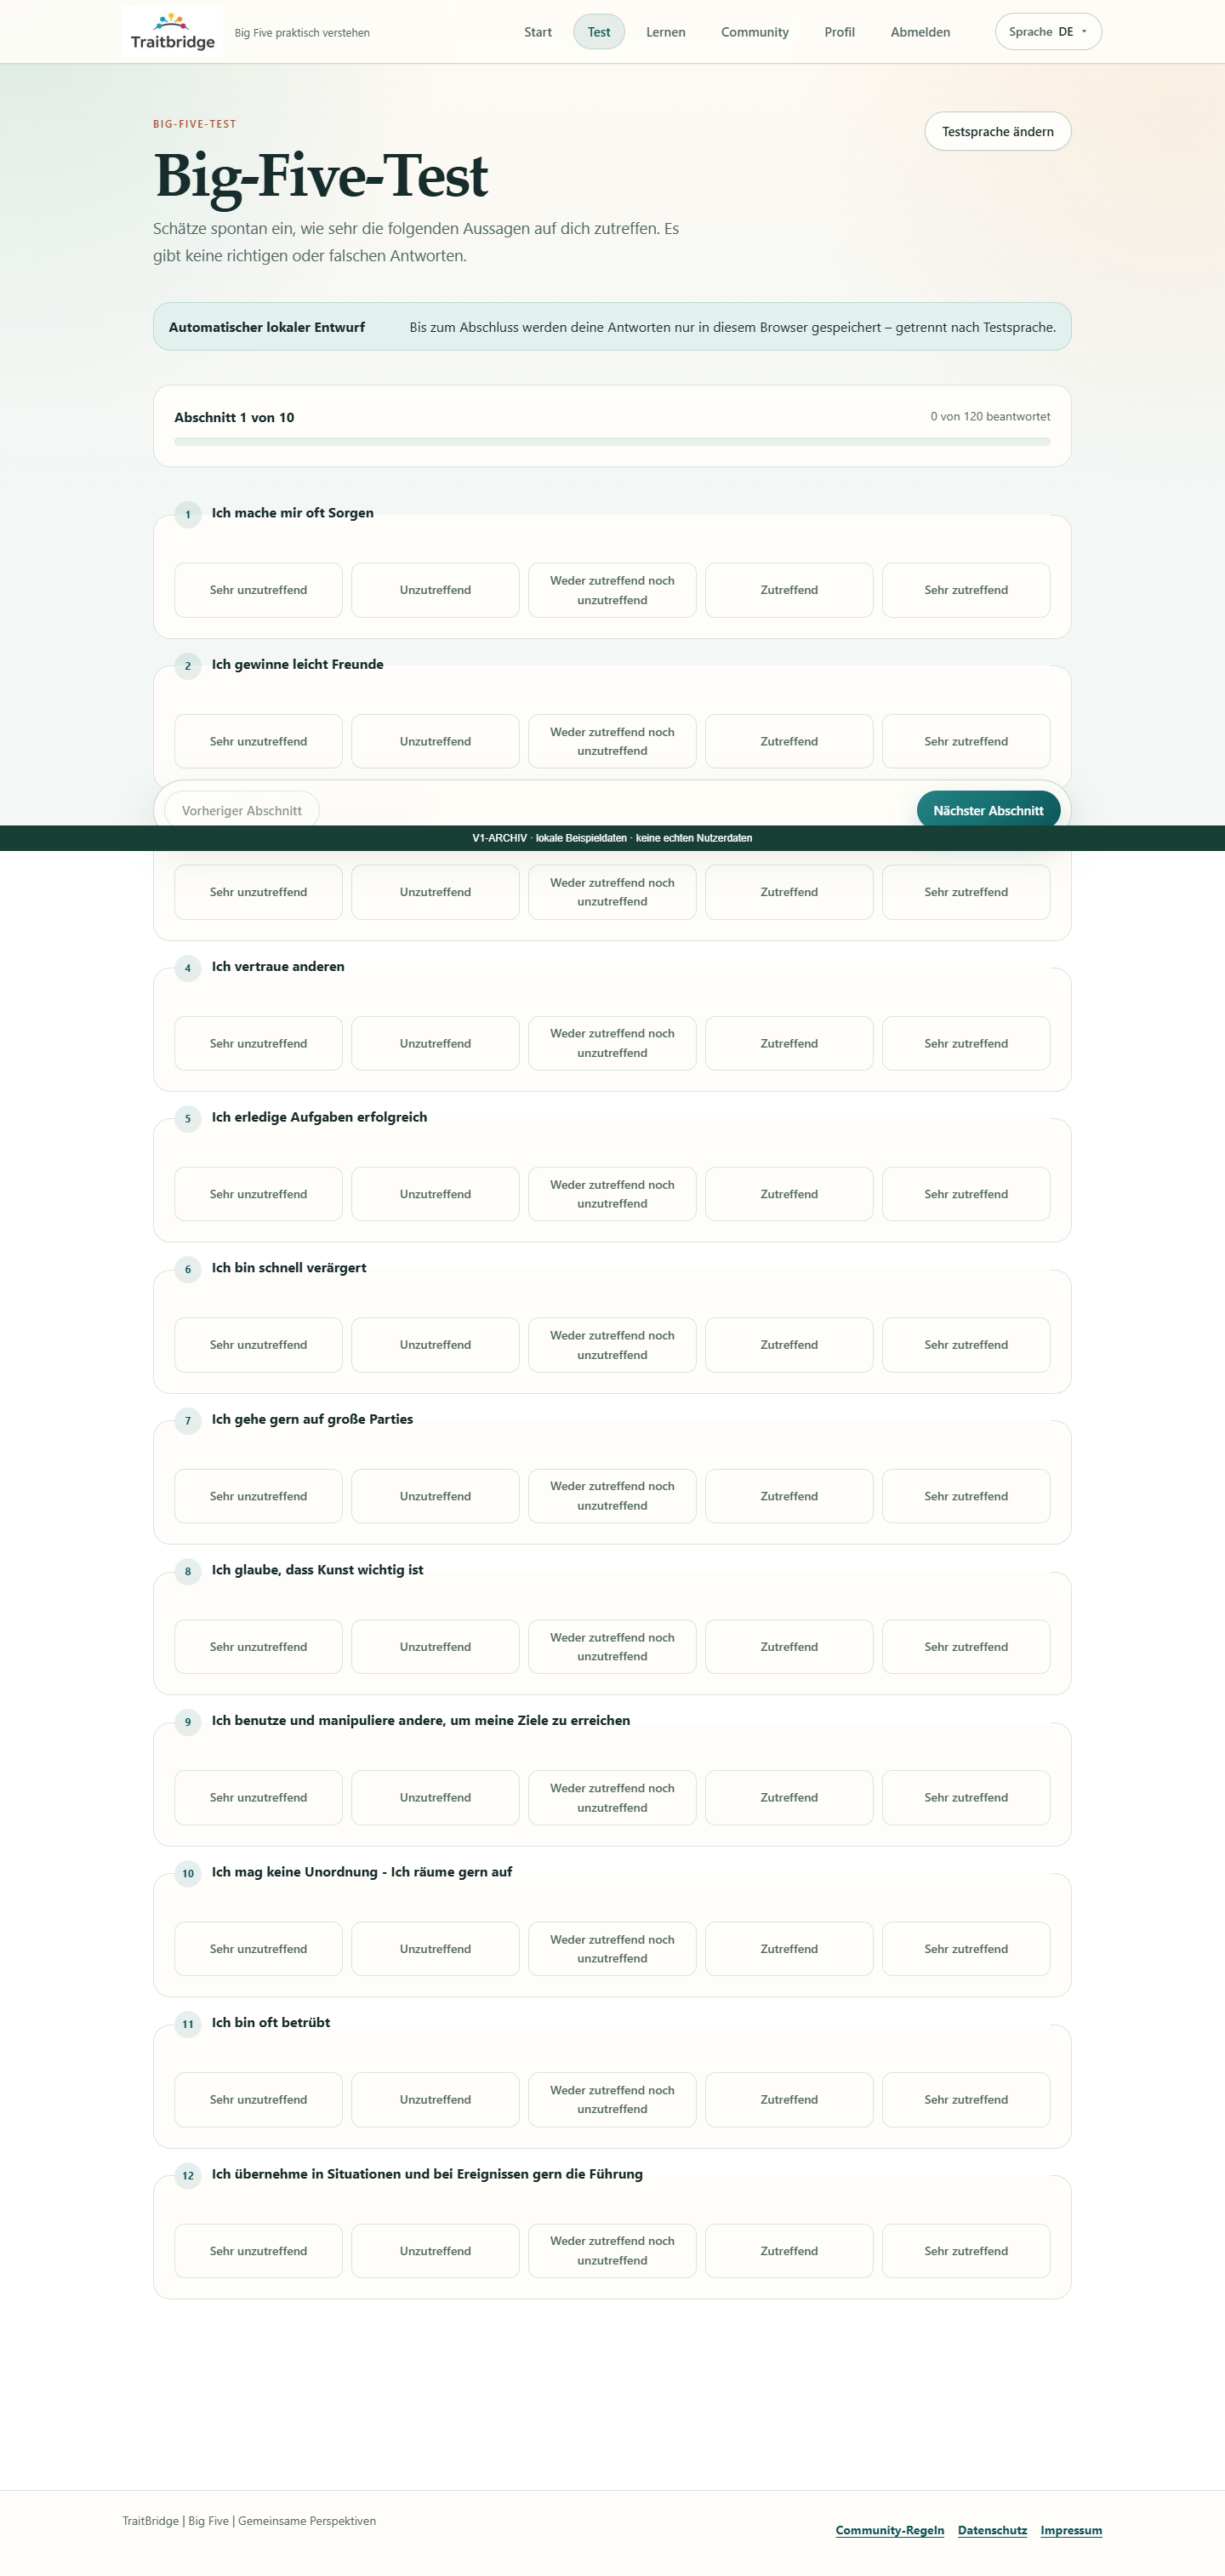 Traitbridge
Big Five praktisch verstehen
Start
Test
Lernen
Community
Profil
Abmelden
Sprache DE
BIG-FIVE-TEST
Testsprache ändern
Big-Five-Test
Schätze spontan ein, wie sehr die folgenden Aussagen auf dich zutreffen. Es
gibt keine richtigen oder falschen Antworten.
Automatischer lokaler Entwurf
Bis zum Abschluss werden deine Antworten nur in diesem Browser gespeichert – getrennt nach Testsprache.
Abschnitt 1 von 10
0 von 120 beantwortet
1 Ich mache mir oft Sorgen
Sehr unzutreffend
Unzutreffend
Weder zutreffend noch
unzutreffend
Zutreffend
Sehr zutreffend
2 Ich gewinne leicht Freunde
Sehr unzutreffend
Unzutreffend
Weder zutreffend noch
unzutreffend
Zutreffend
Sehr zutreffend
Vorheriger Abschnitt
Nächster Abschnitt
V1-ARCHIV · lokale Beispieldaten · keine echten Nutzerdaten
Sehr unzutreffend
Unzutreffend
Weder zutreffend noch
unzutreffend
Zutreffend
Sehr zutreffend
4 Ich vertraue anderen
Sehr unzutreffend
Unzutreffend
Weder zutreffend noch
unzutreffend
Zutreffend
Sehr zutreffend
5 Ich erledige Aufgaben erfolgreich
Sehr unzutreffend
Unzutreffend
Weder zutreffend noch
unzutreffend
Zutreffend
Sehr zutreffend
6 Ich bin schnell verärgert
Sehr unzutreffend
Unzutreffend
Weder zutreffend noch
unzutreffend
Zutreffend
Sehr zutreffend
7 Ich gehe gern auf große Parties
Sehr unzutreffend
Unzutreffend
Weder zutreffend noch
unzutreffend
Zutreffend
Sehr zutreffend
8 Ich glaube, dass Kunst wichtig ist
Sehr unzutreffend
Unzutreffend
Weder zutreffend noch
unzutreffend
Zutreffend
Sehr zutreffend
9 Ich benutze und manipuliere andere, um meine Ziele zu erreichen
Sehr unzutreffend
Unzutreffend
Weder zutreffend noch
unzutreffend
Zutreffend
Sehr zutreffend
10 Ich mag keine Unordnung - Ich räume gern auf
Sehr unzutreffend
Unzutreffend
Weder zutreffend noch
unzutreffend
Zutreffend
Sehr zutreffend
11 Ich bin oft betrübt
Sehr unzutreffend
Unzutreffend
Weder zutreffend noch
unzutreffend
Zutreffend
Sehr zutreffend
12 Ich übernehme in Situationen und bei Ereignissen gern die Führung
Sehr unzutreffend
Unzutreffend
Weder zutreffend noch
unzutreffend
Zutreffend
Sehr zutreffend
TraitBridge | Big Five | Gemeinsame Perspektiven
Community-Regeln
Datenschutz
Impressum